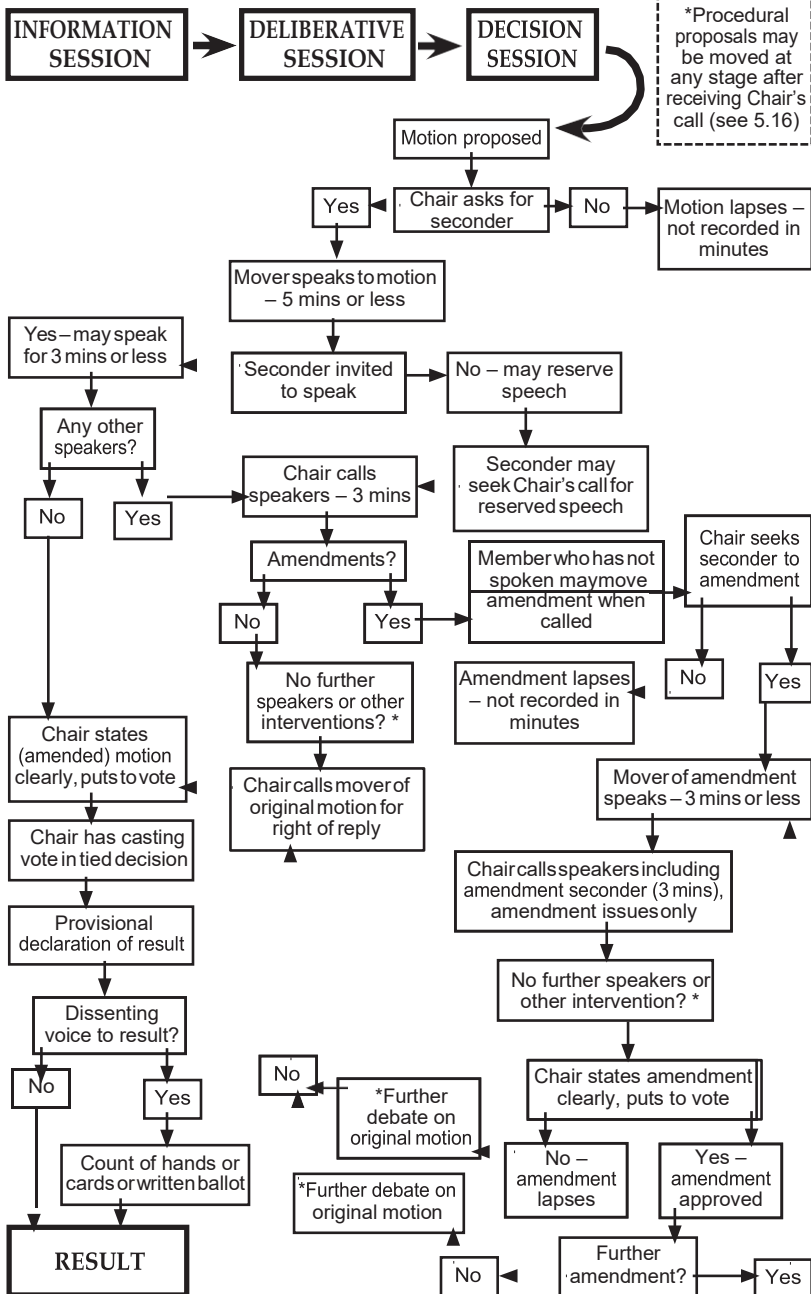 INFORMATION
SESSION
DELIBERATIVE
SESSION
DECISION
SESSION
*Procedural
proposals may
be moved at
any stage after
receiving Chair's
call (see 5.16)
Motion proposed
Yes
Chair asks for
seconder
No
Motion lapses –
not recorded in
minutes
Mover speaks to motion
– 5 mins or less
Yes – may speak
for 3 mins or less
Seconder invited
to speak
No – may reserve
speech
Any other
speakers?
Chair calls
speakers – 3 mins
Seconder may
seek Chair's call for
reserved speech
No
Yes
Amendments?
Member who has not
spoken may move
amendment when
called
Chair seeks
seconder to
amendment
No
Yes
No further
speakers or other
interventions? *
Amendment lapses
– not recorded in
minutes
No
Yes
Chair states
(amended) motion
clearly, puts to vote
Chair calls mover of
original motion for
right of reply
Mover of amendment
speaks – 3 mins or less
Chair has casting
vote in tied decision
Chair calls speakers including
amendment seconder (3 mins),
amendment issues only
Provisional
declaration of result
No further speakers or
other intervention? *
Dissenting
voice to result?
No
Yes
No
*Further
debate on
original motion
Chair states amendment
clearly, puts to vote
Count of hands or
cards or written ballot
*Further debate on
original motion
No –
amendment
lapses
Yes –
amendment
approved
RESULT
No
Further
amendment?
Yes